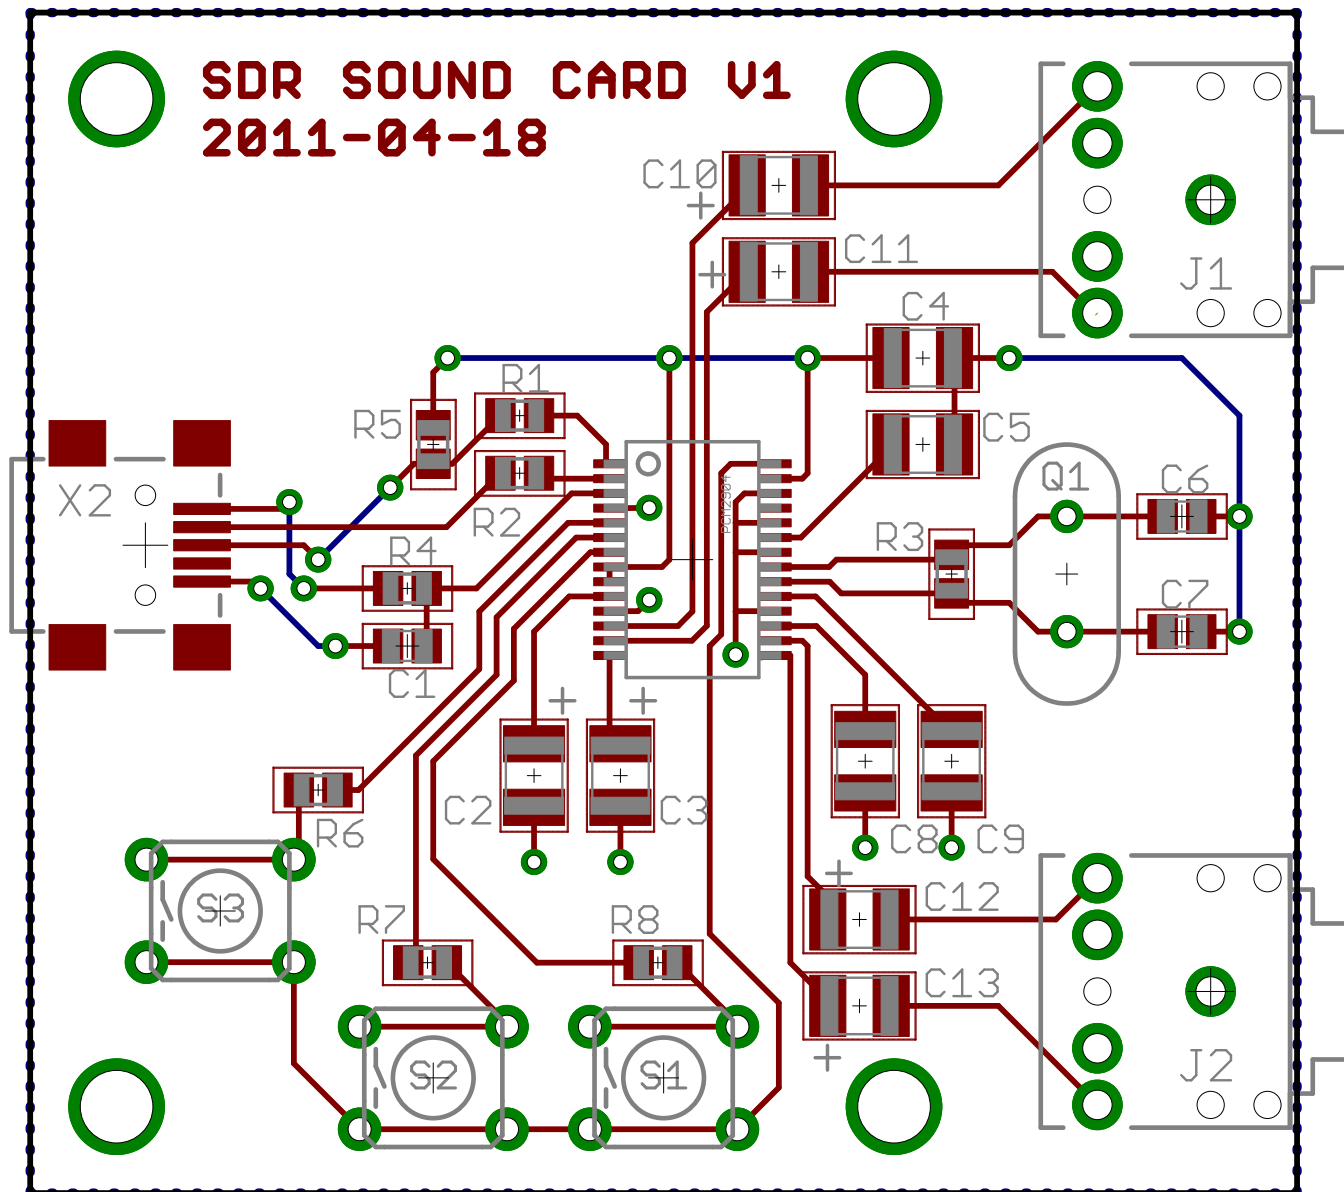 SDR SOUND CARD V1
2011-04-18
C10
C11
J1
C4
R1
R5
C5
X2
R2
Q1
C6
PCM2904
R3
R4
C7
C1
C2
C3
R6
C8
C9
S3
R7
R8
C12
C13
S2
S1
J2